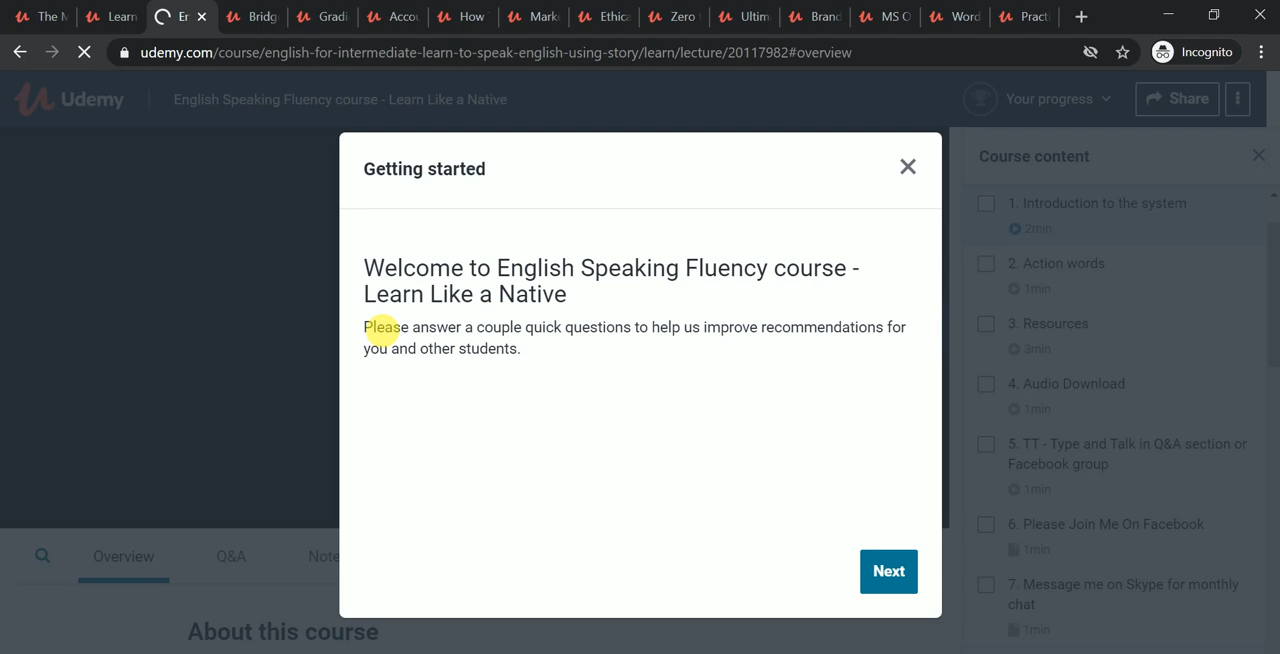 The M
Learn
Er
Bridg
Gradi
Accou
How
Mark
Ethica
Zero
Ultim
Brand
MS O
Word
Practi
udemy.com/course/english-for-intermediate-learn-to-speak-english-using-story/learn/lecture/20117982#overview
Incognito
Udemy
English Speaking Fluency course - Learn Like a Native
Your progress
Share
Getting started
Course content
1. Introduction to the system
2min
Welcome to English Speaking Fluency course -
Learn Like a Native
2. Action words
1min
Please answer a couple quick questions to help us improve recommendations for
you and other students.
3. Resources
3min
4. Audio Download
1min
5. TT - Type and Talk in Q&A section or
Facebook group
1min
6. Please Join Me On Facebook
1min
Overview
Q&A
Note
Next
7. Message me on Skype for monthly
chat
1min
About this course